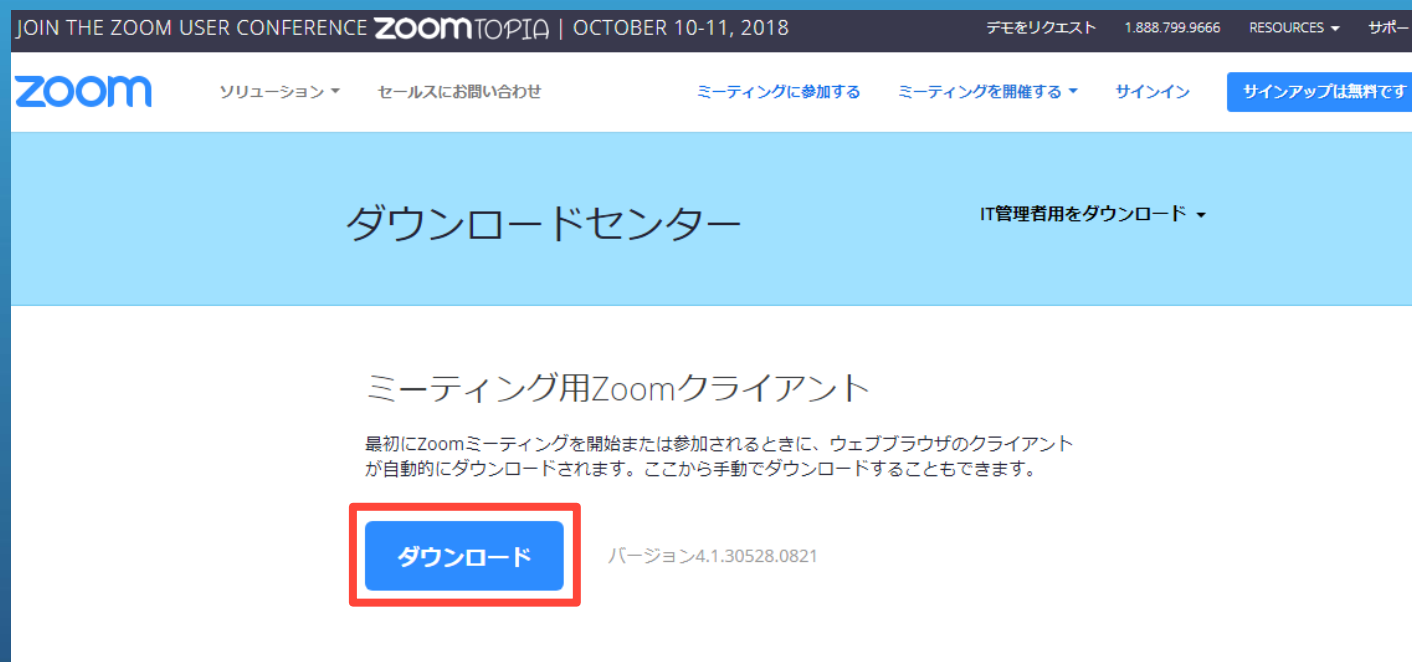 JOIN THE ZOOM USER CONFERENCE zoomTOPIA | OCTOBER 10-11, 2018 デモをリクエスト 1.888.799.9666 RESOURCES サポー
zoom ソリューション セールスにお問い合わせ ミーティングに参加する ミーティングを開催する サインイン サインアップは無料です
ダウンロードセンター IT管理者用をダウンロード
ミーティング用Zoomクライアント
最初にZoomミーティングを開始または参加されるときに、ウェブブラウザのクライアント
が自動的にダウンロードされます。ここから手動でダウンロードすることもできます。
ダウンロード バージョン4.1.30528.0821